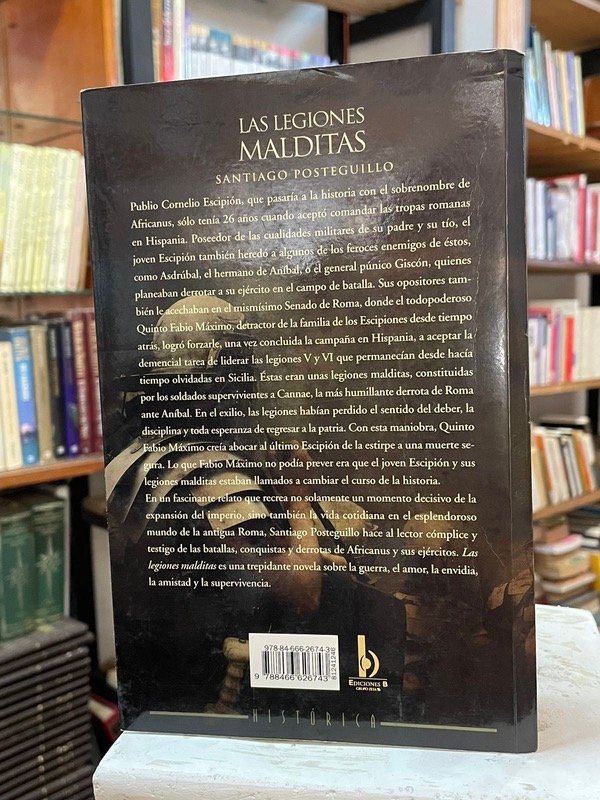 LAS LEGIONES
MALDITAS
SANTIAGO POSTEGUILLO
Publio Cornelio Escipión, que pasaría a la historia con el sobrenombre de
Africanus, sólo tenía 26 años cuando aceptó comandar las tropas romanas
en Hispania. Poseedor de las cualidades militares de su padre y su tío, el
joven Escipión también heredó a algunos de los feroces enemigos de éstos,
como Asdrúbal, el hermano de Aníbal, o el general púnico Giscón, quienes
planeaban derrotar a su ejército en el campo de batalla. Sus opositores tam-
bién le acechaban en el mismísimo Senado de Roma, donde el todopoderoso
Quinto Fabio Máximo, detractor de la familia de los Escipiones desde tiempo
atrás, logró forzarle, una vez concluida la campaña en Hispania, a aceptar la
demencial tarea de liderar las legiones V y VI que permanecían desde hacía
tiempo olvidadas en Sicilia. Éstas eran unas legiones malditas, constituidas
por los soldados supervivientes a Cannae, la más humillante derrota de Roma
ante Aníbal. En el exilio, las legiones habían perdido el sentido del deber, la
disciplina y toda esperanza de regresar a la patria. Con esta maniobra, Quinto
Fabio Máximo creía abocar al último Escipión de la estirpe a una muerte se-
gura. Lo que Fabio Máximo no podía prever era que el joven Escipión y sus
legiones malditas estaban llamados a cambiar el curso de la historia.
En un fascinante relato que recrea no solamente un momento decisivo de la
expansión del imperio, sino también la vida cotidiana en el esplendoroso
mundo de la antigua Roma, Santiago Posteguillo hace al lector cómplice y
testigo de las batallas, conquistas y derrotas de Africanus y sus ejércitos. Las
legiones malditas es una trepidante novela sobre la guerra, el amor, la envidia,
la amistad y la supervivencia.
978-84-666-2674-3
9 788466 626743
81241246
b
EDICIONES B
GRUPO ZETA
HISTÓRICA